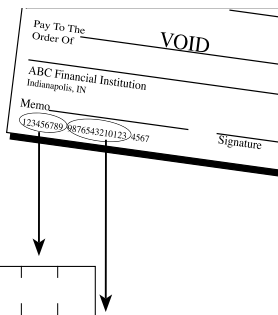 Pay To The
Order Of
VOID
ABC Financial Institution
Indianapolis, IN
Memo
123456789 9876543210123 4567
Signature